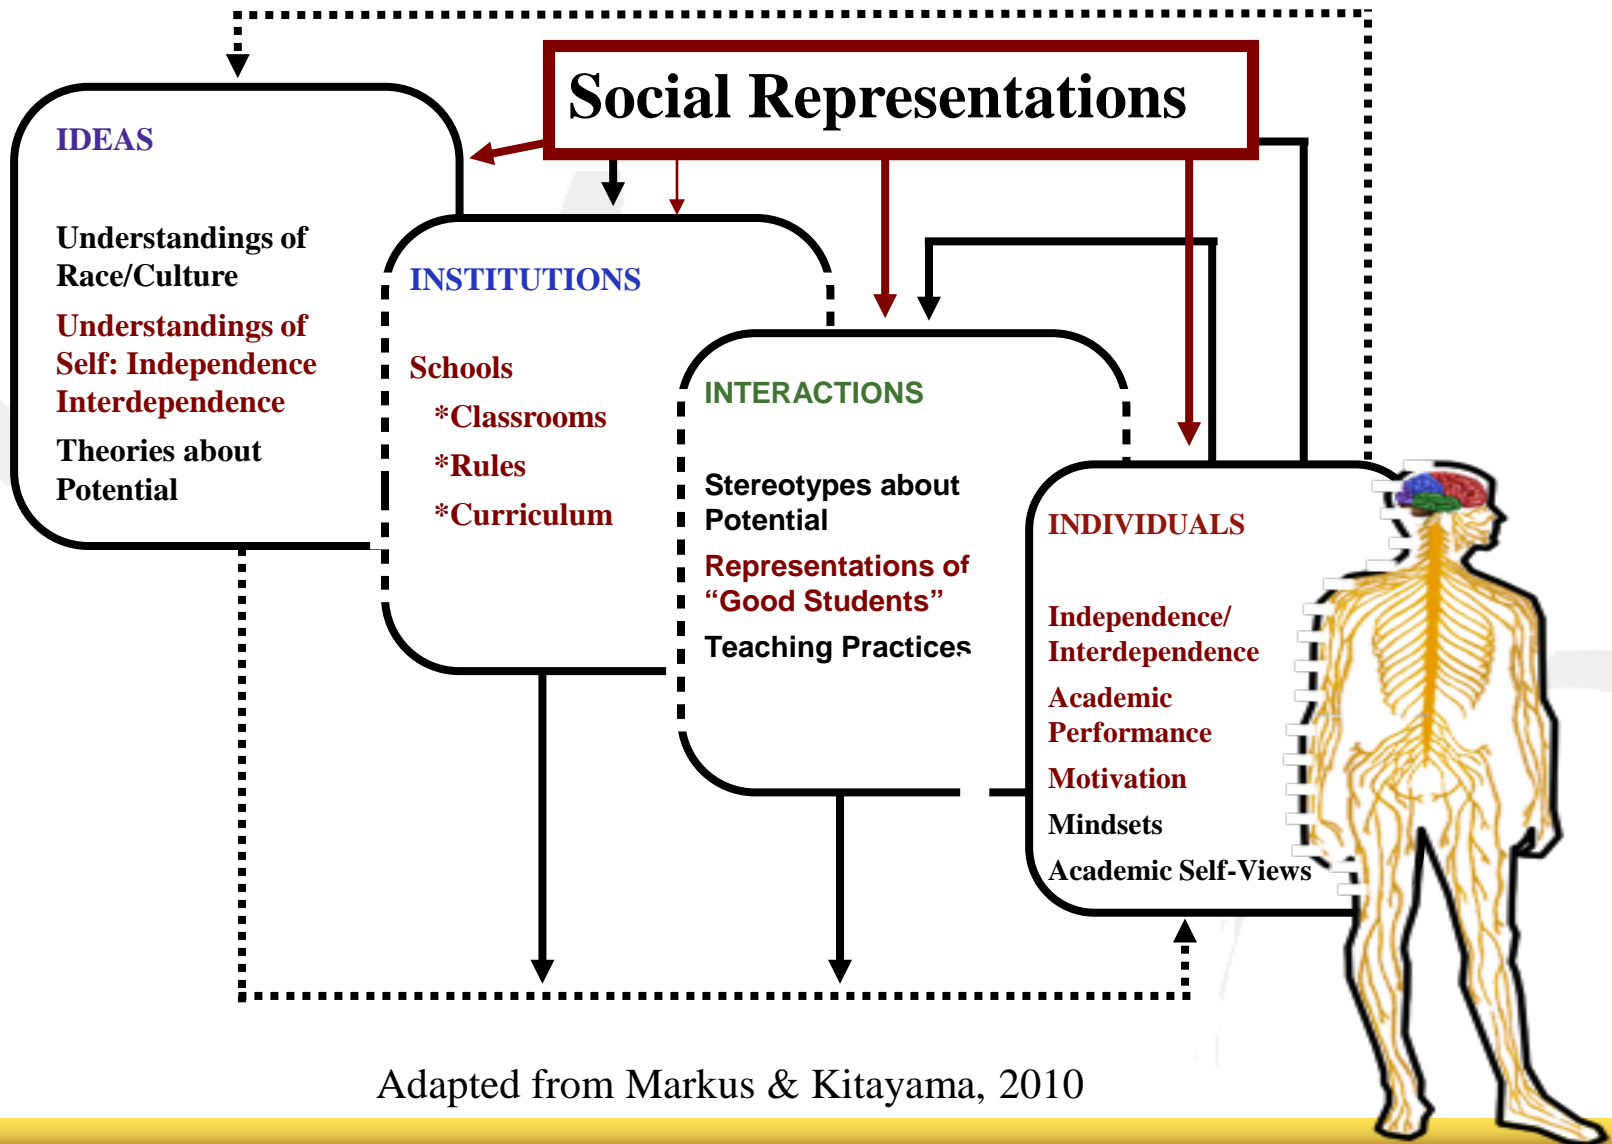 Social Representations
IDEAS
Understandings of
Race/Culture
Understandings of
Self: Independence
Interdependence
Theories about
Potential
INSTITUTIONS
Schools
*Classrooms
*Rules
*Curriculum
INTERACTIONS
Stereotypes about
Potential
Representations of
“Good Students”
Teaching Practices
INDIVIDUALS
Independence/
Interdependence
Academic
Performance
Motivation
Mindsets
Academic Self-Views
Adapted from Markus & Kitayama, 2010